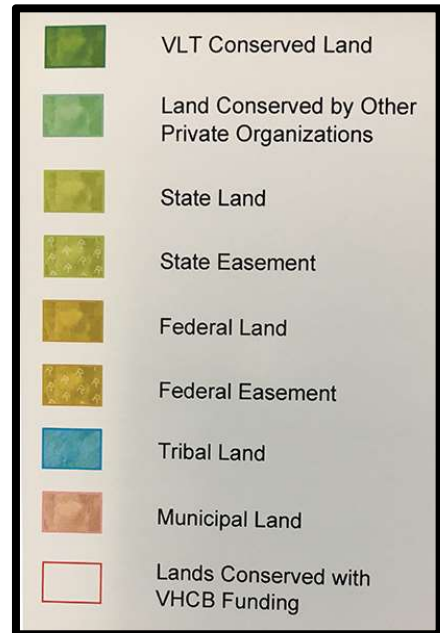 VLT Conserved Land
Land Conserved by Other
Private Organizations
State Land
State Easement
Federal Land
Federal Easement
Tribal Land
Municipal Land
Lands Conserved with
VHCB Funding